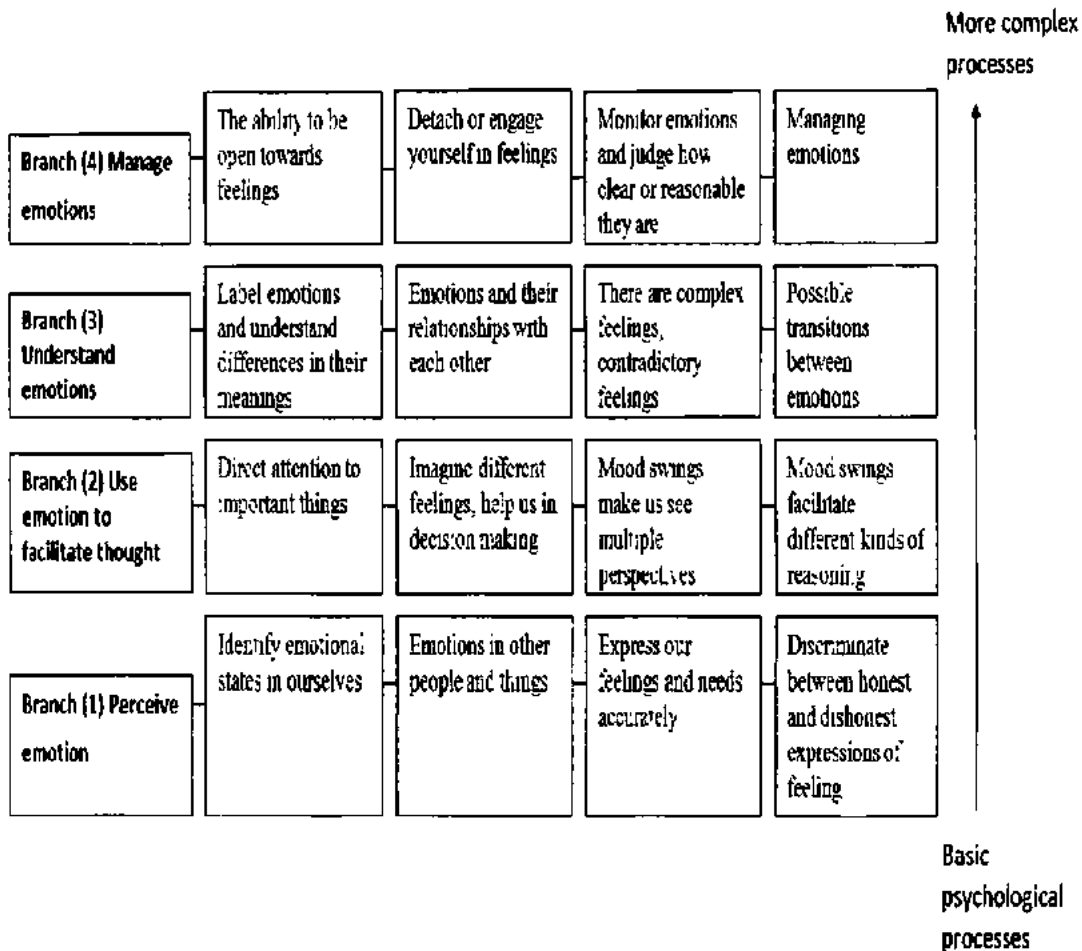 More complex
processes
Branch (4) Manage
emotions
The ability to be
open towards
feelings
Detach or engage
yourself in feelings
Monitor emotions
and judge how
clear or reasonable
they are
Managing
emotions
Branch (3)
Understand
emotions
Label emotions
and understand
differences in their
meanings
Emotions and their
relationships with
each other
There are complex
feelings,
contradictory
feelings
Possible
transitions
between
emotions
Branch (2) Use
emotion to
facilitate thought
Direct attention to
important things
Imagine different
feelings, help us in
decision making
Mood swings
make us see
multiple
perspectives
Mood swings
facilitate
different kinds of
reasoning
Branch (1) Perceive
emotion
Identify emotional
states in ourselves
Emotions in other
people and things
Express our
feelings and needs
accurately
Discriminate
between honest
and dishonest
expressions of
feeling
Basic
psychological
processes